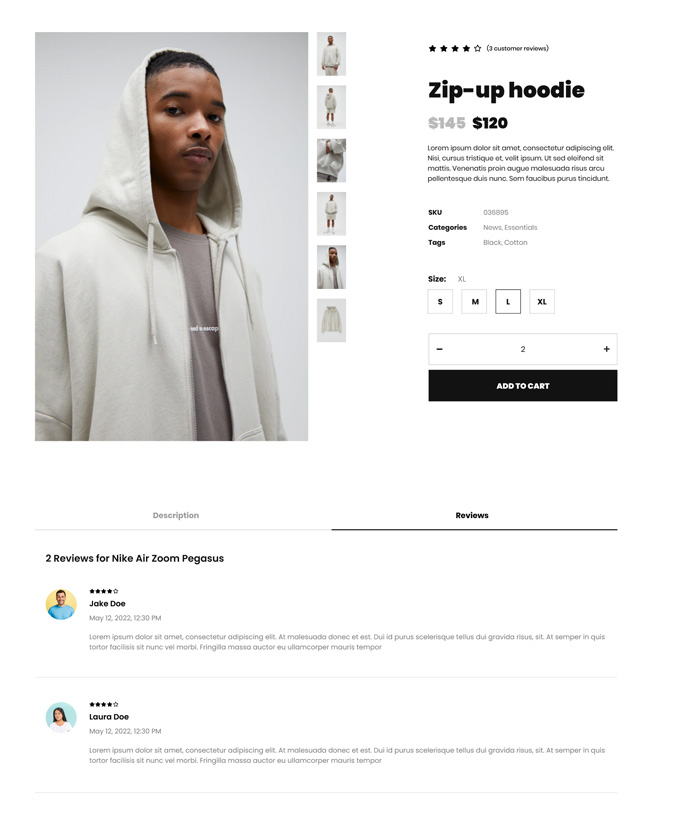 (3 customer reviews)
Zip-up hoodie
$145 $120
Lorem ipsum dolor sit amet, consectetur adipiscing elit.
Nisi, cursus tristique et, velit ipsum. Ut sed eleifend sit
mattis. Venenatis proin augue malesuada risus arcu
pellentesque duis nunc. Sem faucibus purus tincidunt.
SKU 036895
Categories News, Essentials
Tags Black, Cotton
Size: XL
S M L XL
− 2 +
ADD TO CART
Description Reviews
2 Reviews for Nike Air Zoom Pegasus
Jake Doe
May 12, 2022, 12:30 PM
Lorem ipsum dolor sit amet, consectetur adipiscing elit. At malesuada donec et est. Dui id purus scelerisque tellus dui gravida risus, sit. At semper in quis
tortor facilisis sit nunc vel morbi. Fringilla massa auctor eu ullamcorper mauris tempor
Laura Doe
May 12, 2022, 12:30 PM
Lorem ipsum dolor sit amet, consectetur adipiscing elit. At malesuada donec et est. Dui id purus scelerisque tellus dui gravida risus, sit. At semper in quis
tortor facilisis sit nunc vel morbi. Fringilla massa auctor eu ullamcorper mauris tempor